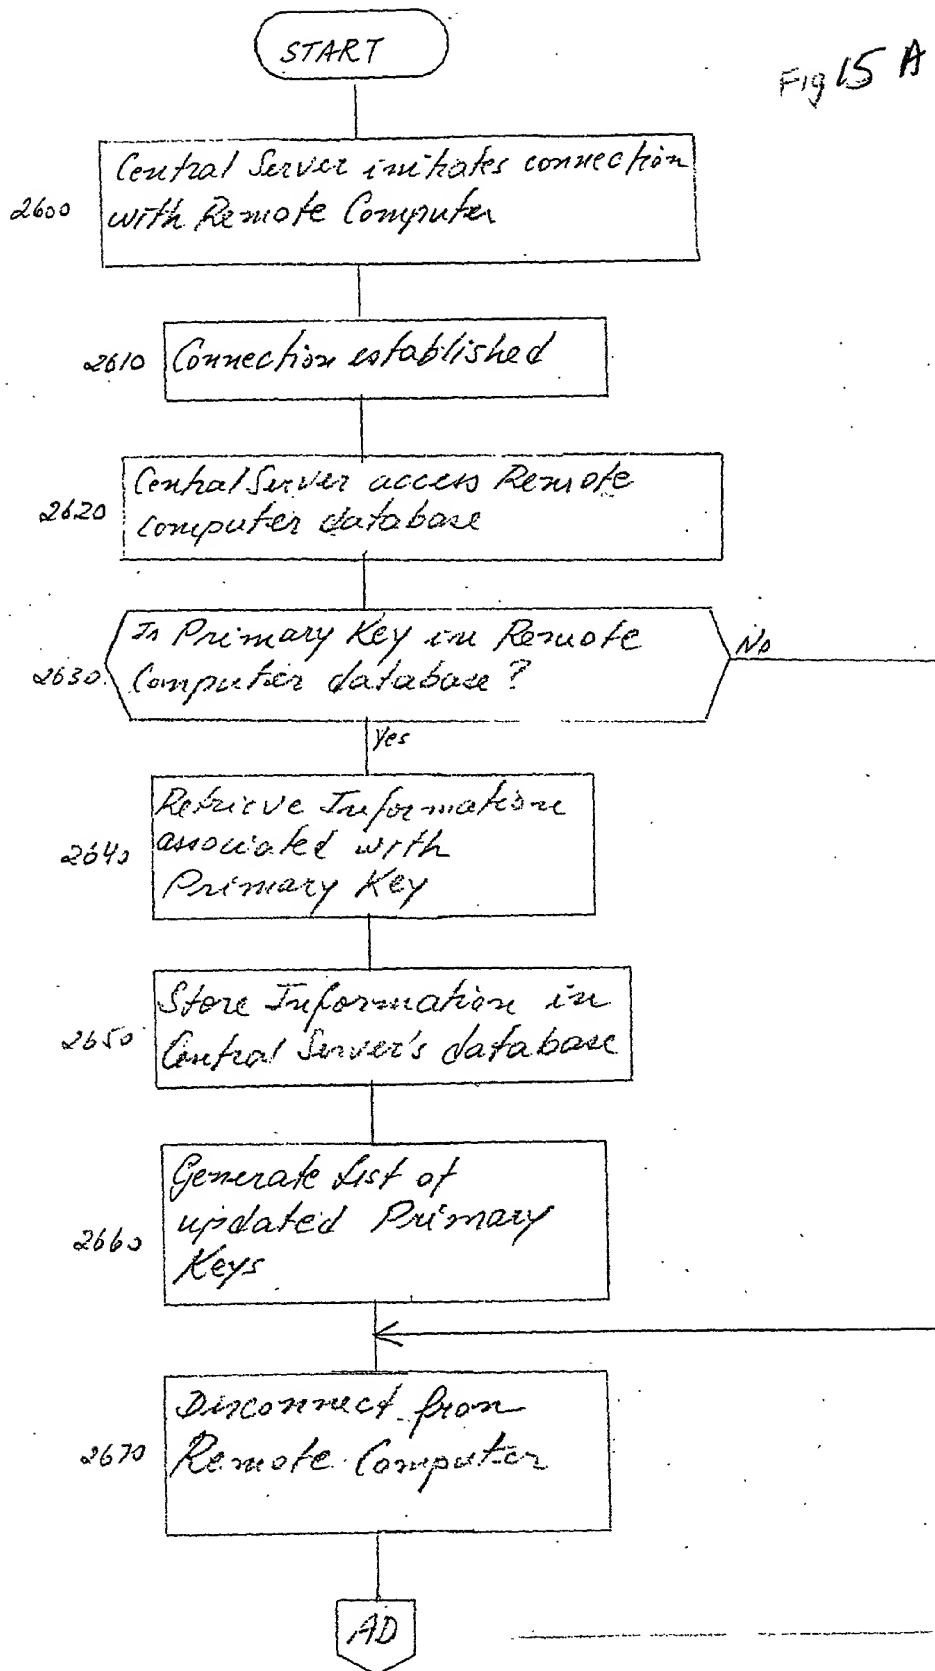 START
Fig 15 A
2600
Central Server initiates connection
with Remote Computer
2610
Connection established
2620
Central Server access Remote
Computer database
2630
Is Primary Key in Remote
Computer database?
No
Yes
2640
Retrieve Information
associated with
Primary Key
2650
Store Information in
Central Server's database
2660
Generate List of
updated Primary
Keys
2670
Disconnect from
Remote Computer
AD